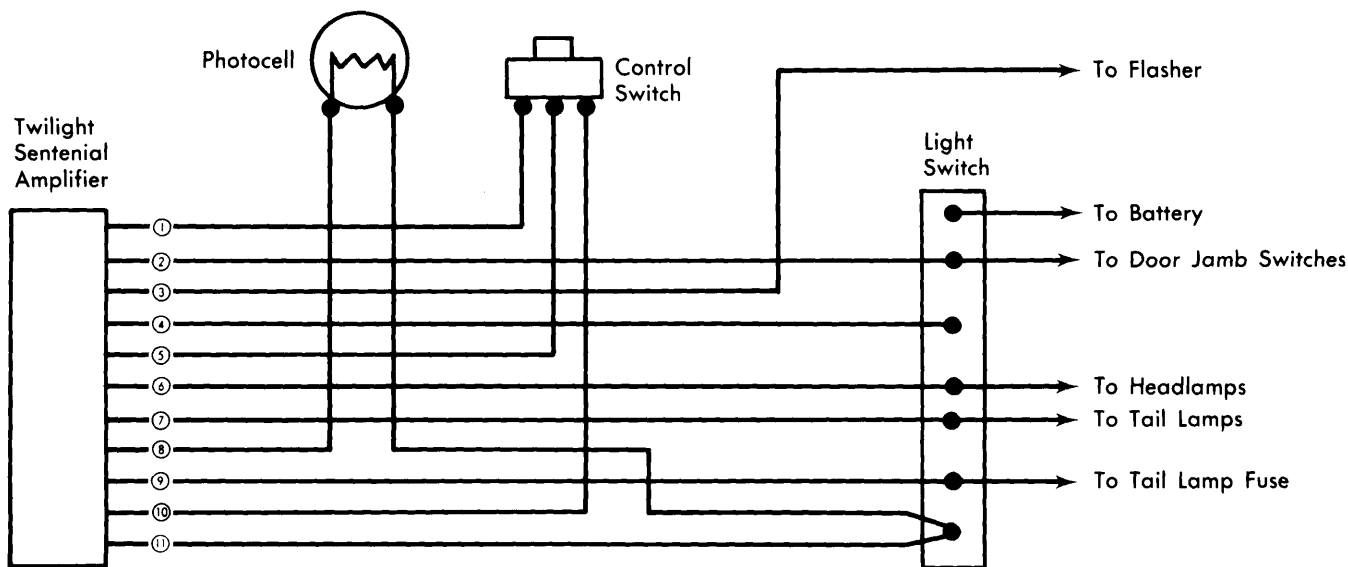 Photocell
Control
Switch
To Flasher
Twilight
Sentenial
Amplifier
Light
Switch
To Battery
To Door Jamb Switches
To Headlamps
To Tail Lamps
To Tail Lamp Fuse
1
2
3
4
5
6
7
8
9
10
11